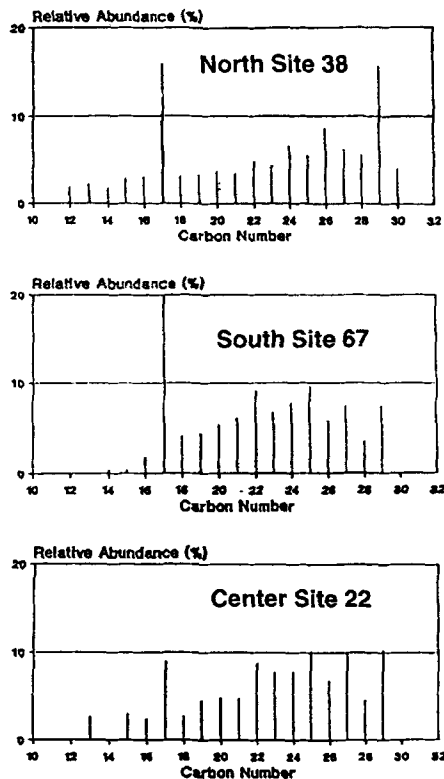 Relative Abundance (%)
20
North Site 38
10
0
10 12 14 16 18 20 22 24 26 28 30 32
Carbon Number
Relative Abundance (%)
20
South Site 67
10
0
10 12 14 16 18 20 22 24 26 28 30 32
Carbon Number
Relative Abundance (%)
20
Center Site 22
10
0
10 12 14 16 18 20 22 24 26 28 30 32
Carbon Number